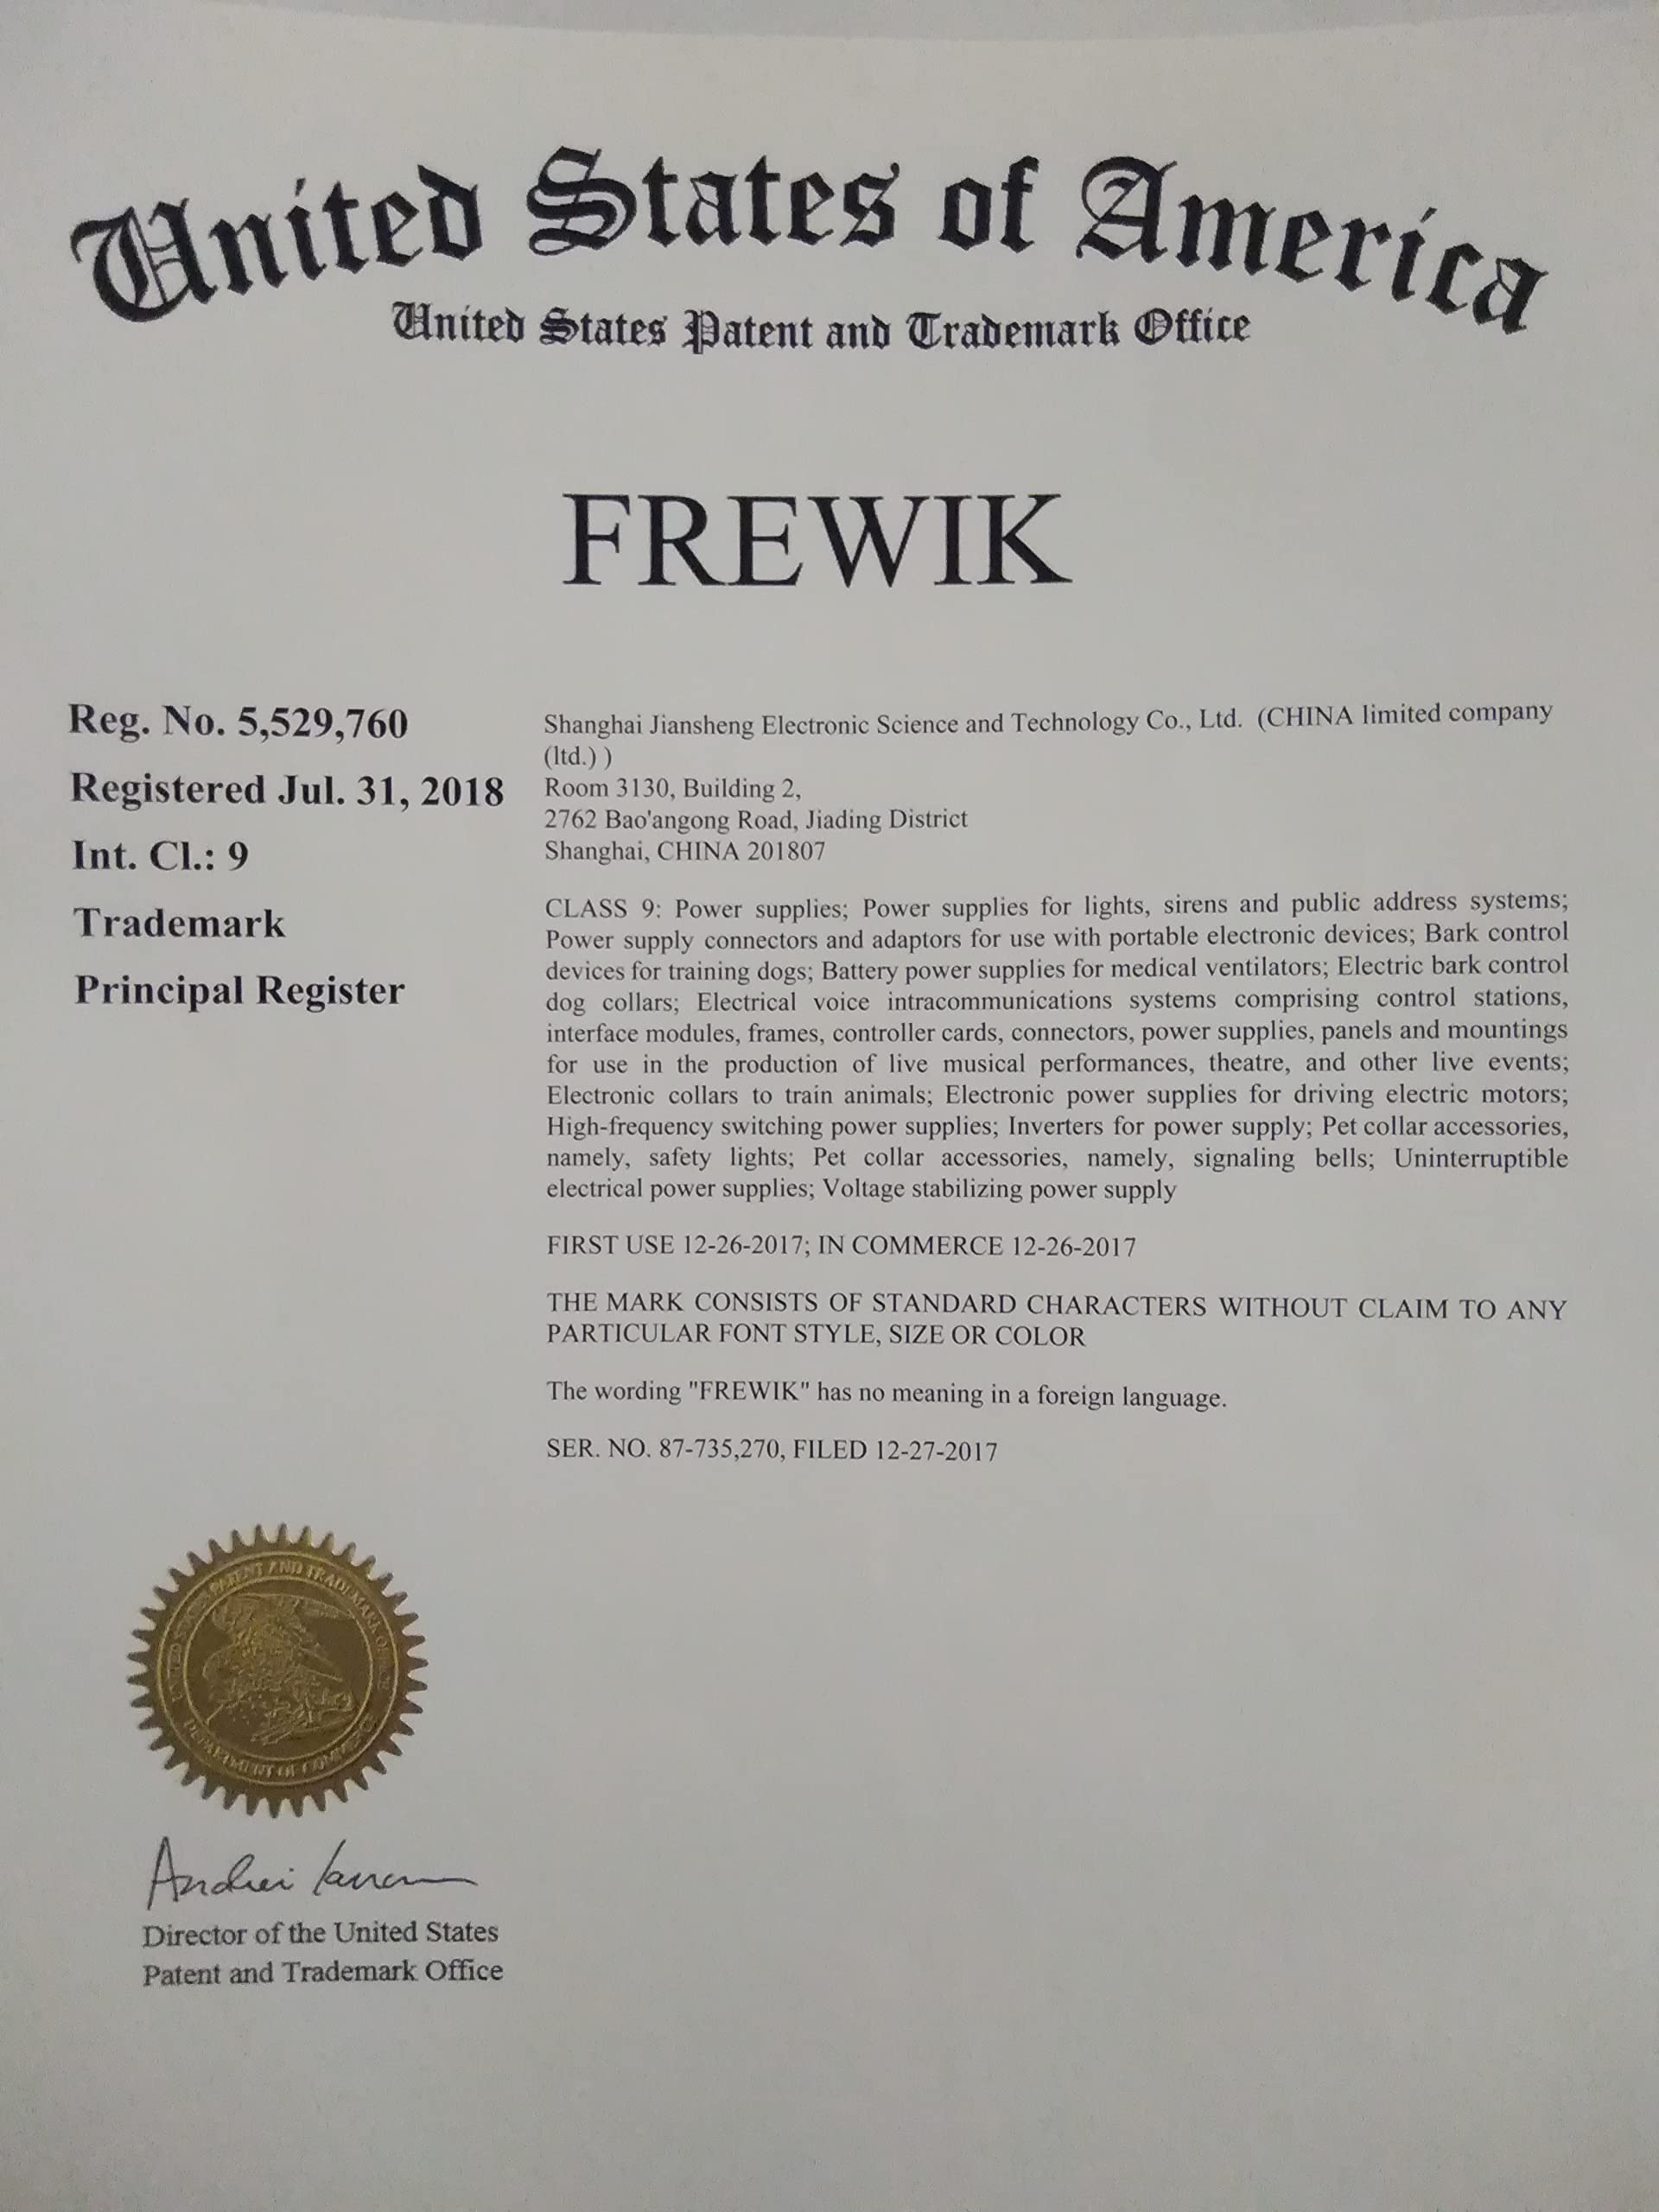 United States of America
United States Patent and Trademark Office
FREWIK
Reg. No. 5,529,760
Registered Jul. 31, 2018
Int. Cl.: 9
Trademark
Principal Register
Shanghai Jiansheng Electronic Science and Technology Co., Ltd. (CHINA limited company
(ltd.) )
Room 3130, Building 2,
2762 Bao'angong Road, Jiading District
Shanghai, CHINA 201807
CLASS 9: Power supplies; Power supplies for lights, sirens and public address systems;
Power supply connectors and adaptors for use with portable electronic devices; Bark control
devices for training dogs; Battery power supplies for medical ventilators; Electric bark control
dog collars; Electrical voice intracommunications systems comprising control stations,
interface modules, frames, controller cards, connectors, power supplies, panels and mountings
for use in the production of live musical performances, theatre, and other live events;
Electronic collars to train animals; Electronic power supplies for driving electric motors;
High-frequency switching power supplies; Inverters for power supply; Pet collar accessories,
namely, safety lights; Pet collar accessories, namely, signaling bells; Uninterruptible
electrical power supplies; Voltage stabilizing power supply
FIRST USE 12-26-2017; IN COMMERCE 12-26-2017
THE MARK CONSISTS OF STANDARD CHARACTERS WITHOUT CLAIM TO ANY
PARTICULAR FONT STYLE, SIZE OR COLOR
The wording "FREWIK" has no meaning in a foreign language.
SER. NO. 87-735,270, FILED 12-27-2017
UNITED STATES PATENT AND TRADEMARK OFFICE
DEPARTMENT OF COMMERCE
Andrei
Director of the United States
Patent and Trademark Office